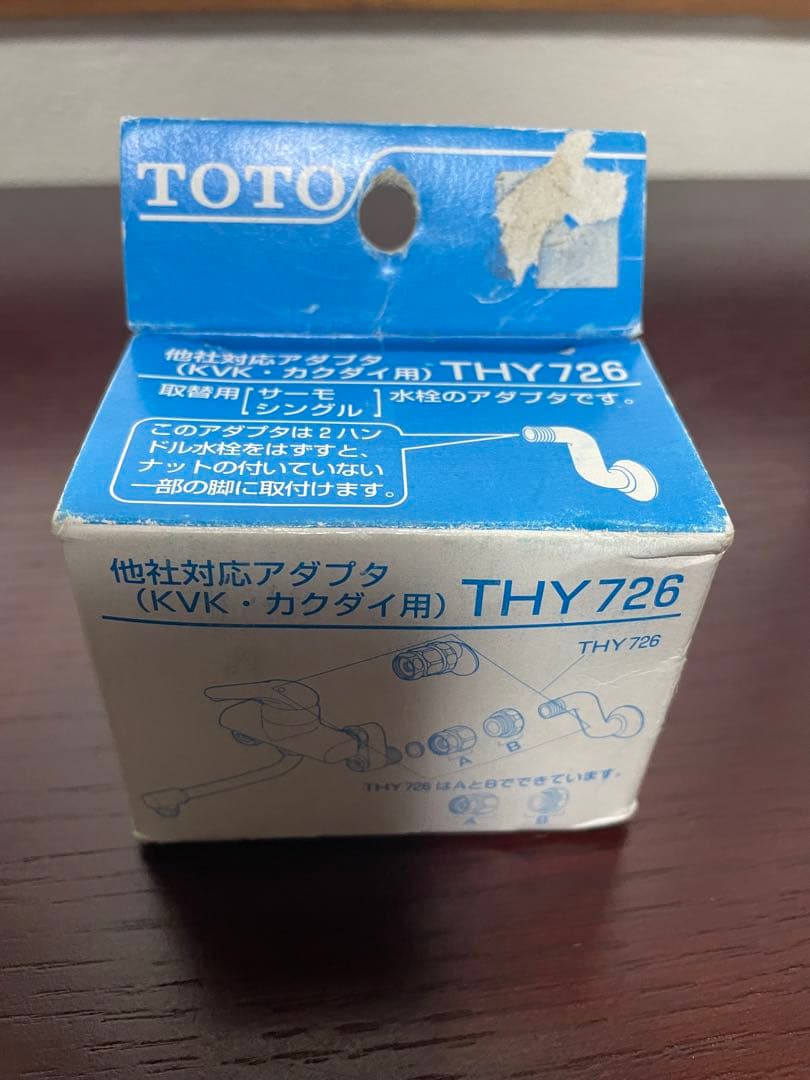 TOTO
他社対応アダプタ
(KVK・カクダイ用) THY726
取替用[サーモ シングル]水栓のアダプタです。
このアダプタは2ハン
ドル水栓をはずすと、
ナットの付いていない
一部の脚に取付けます。
他社対応アダプタ
(KVK・カクダイ用) THY726
THY726
A B
THY726はAとBでできています。
A B